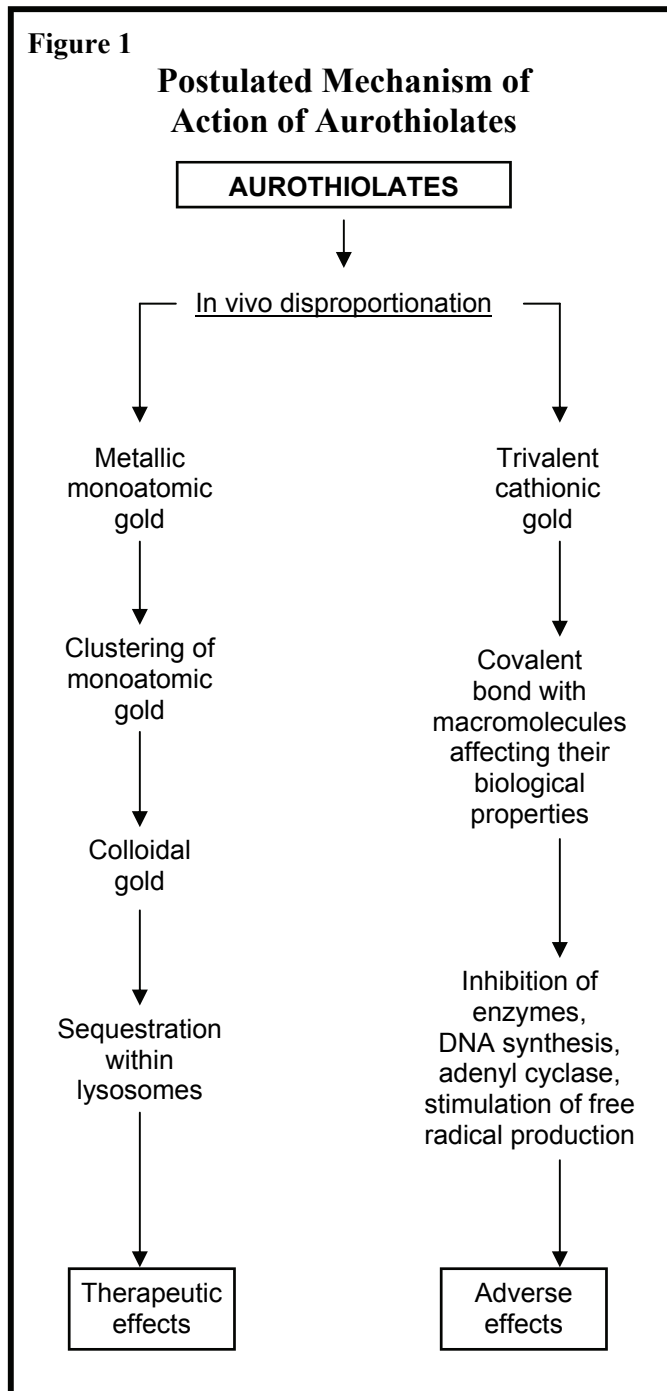 Figure 1
Postulated Mechanism of
Action of Aurothiolates
AUROTHIOLATES
In vivo disproportionation
Metallic
monoatomic
gold
Clustering of
monoatomic
gold
Colloidal
gold
Sequestration
within
lysosomes
Therapeutic
effects
Trivalent
cationic
gold
Covalent
bond with
macromolecules
affecting their
biological
properties
Inhibition of
enzymes,
DNA synthesis,
adenyl cyclase,
stimulation of free
radical production
Adverse
effects